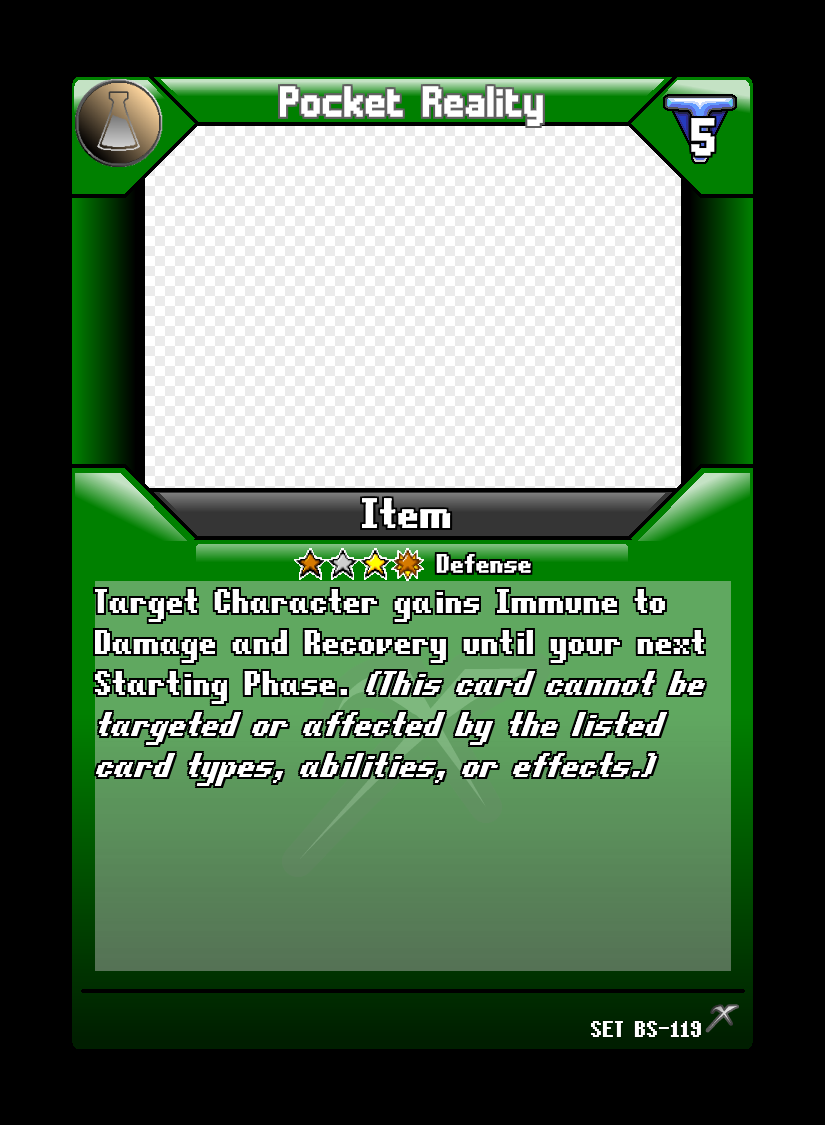 Pocket Reality
5
Item
Defense
Target Character gains Immune to
Damage and Recovery until your next
Starting Phase. (This card cannot be
targeted or affected by the listed
card types, abilities, or effects.)
SET BS-119